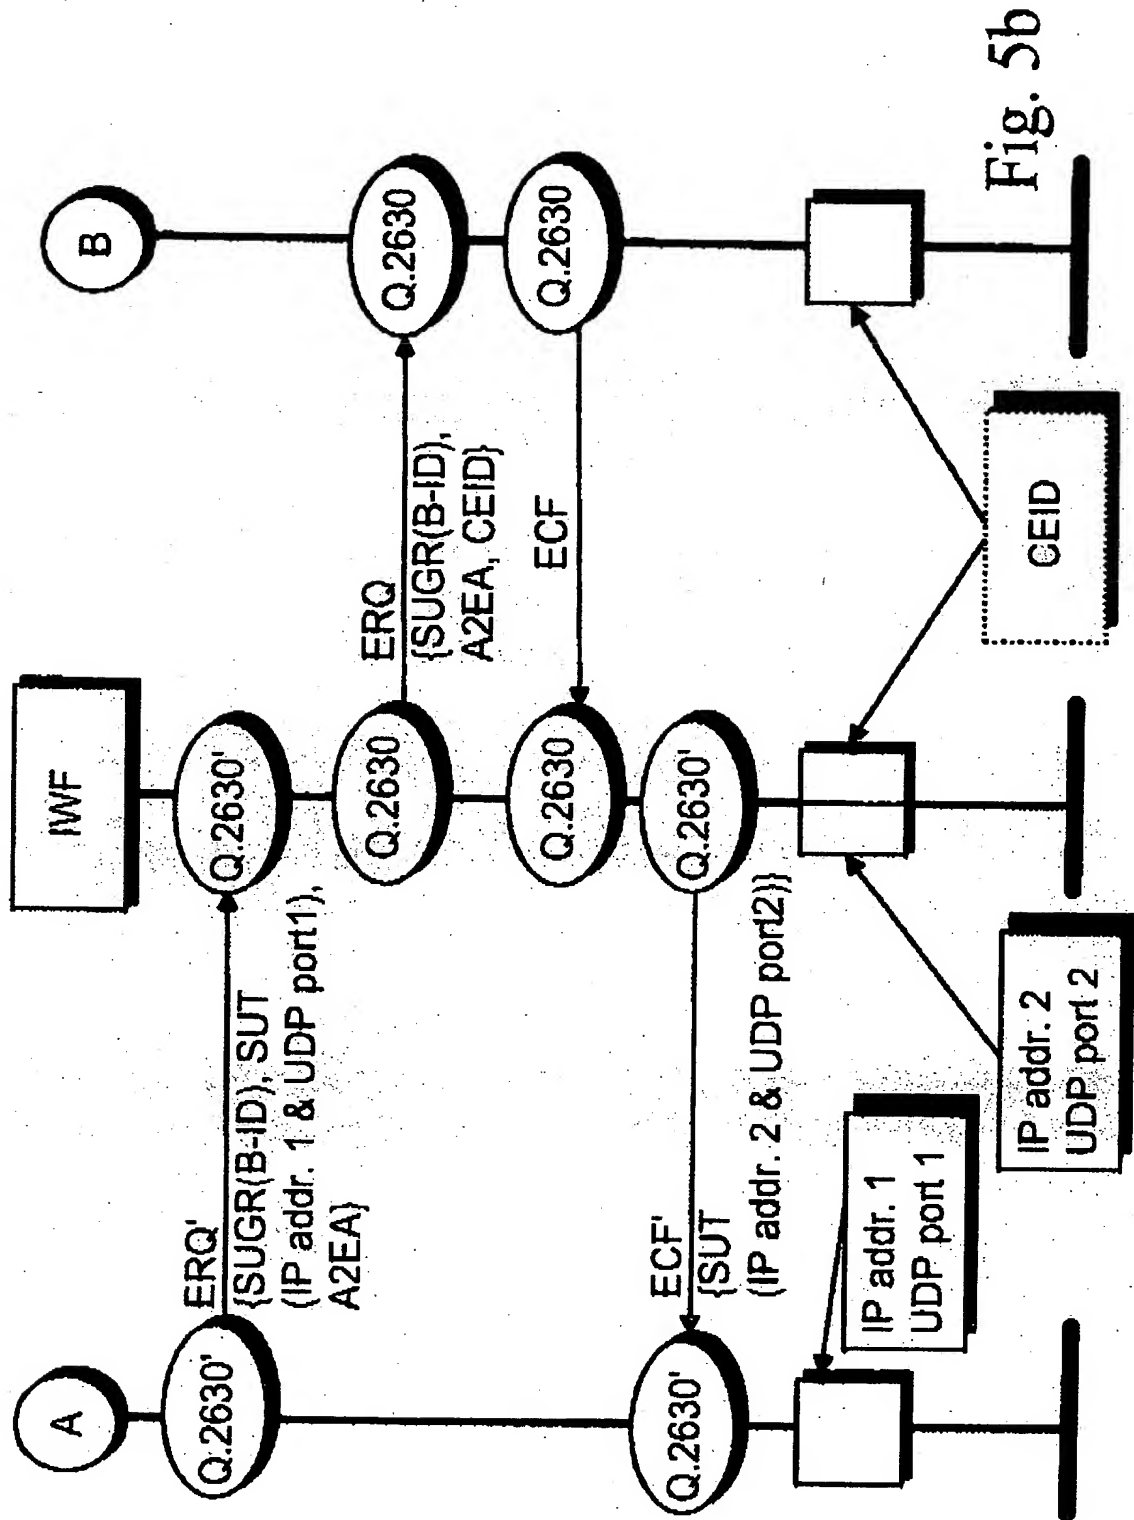 A
IWF
B
Q.2630'
ERQ'
{SUGR(B-ID), SUT
(IP addr. 1 & UDP port1),
A2EA}
Q.2630'
Q.2630
ERQ
{SUGR(B-ID),
A2EA, CEID}
Q.2630
Q.2630
ECF
Q.2630
Q.2630'
ECF'
{SUT
(IP addr. 2 & UDP port2)}
Q.2630'
IP addr. 1
UDP port 1
IP addr. 2
UDP port 2
CEID
Fig. 5b